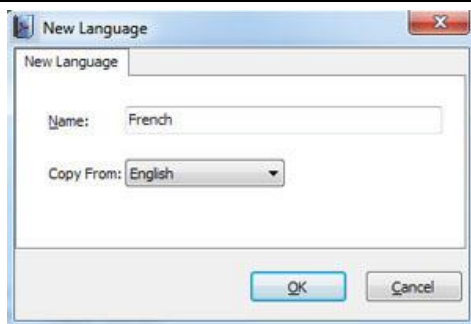 New Language
New Language
Name: French
Copy From: English
OK Cancel